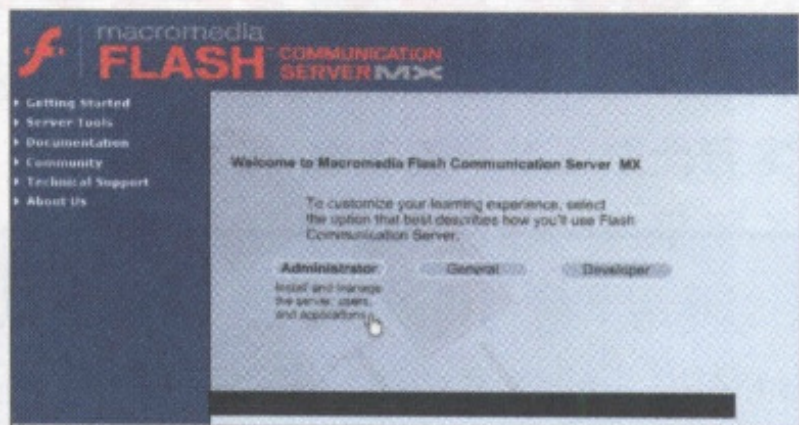 macromedia
FLASH COMMUNICATION
SERVER MX
Getting Started
Server Tools
Documentation
Community
Technical Support
About Us
Welcome to Macromedia Flash Communication Server MX
To customize your learning experience, select
the option that best describes how you'll use Flash
Communication Server.
Administrator General Developer
Install and manage
the server, users,
and applications.